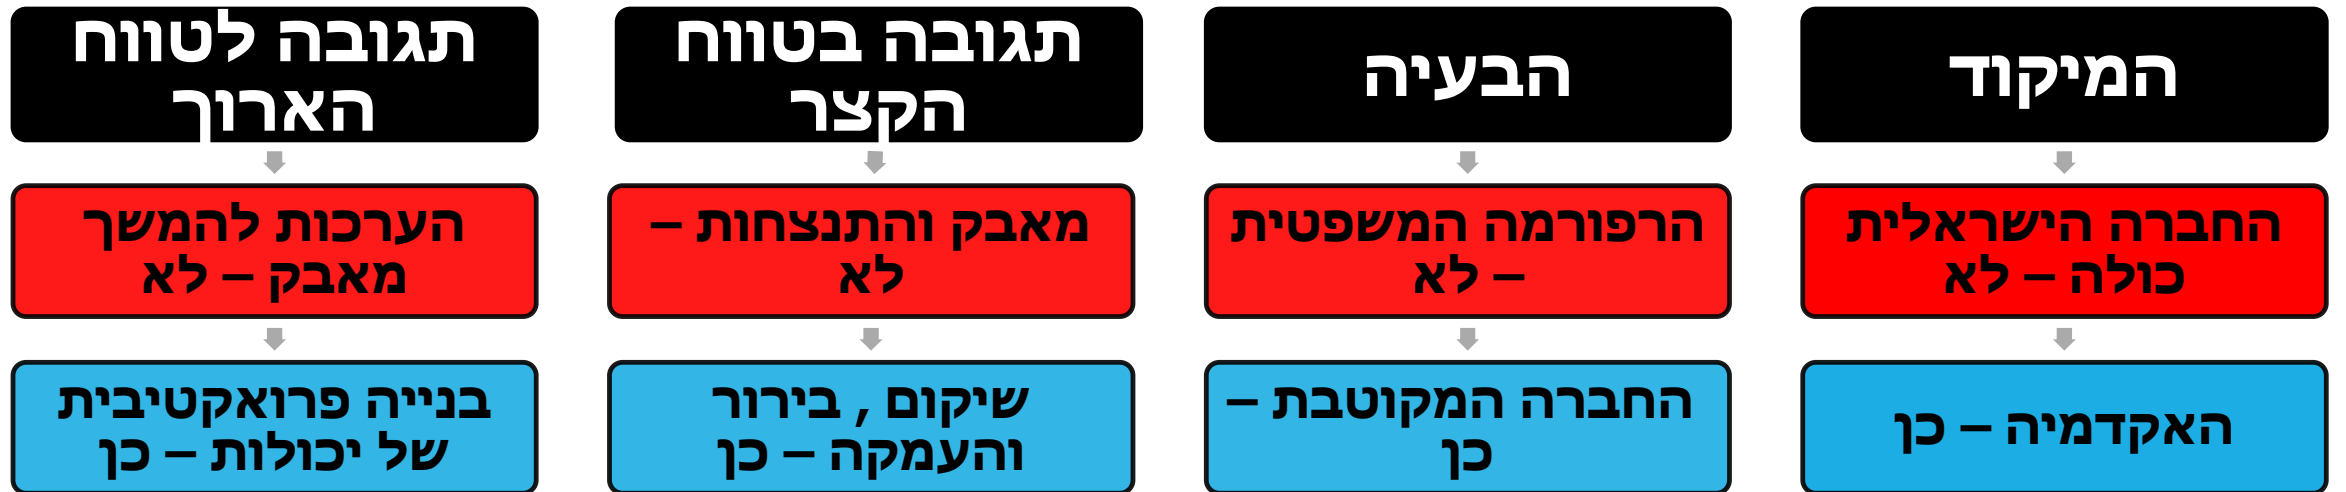 המיקוד
החברה הישראלית
כולה – לא
האקדמיה – כן
הבעיה
הרפורמה המשפטית
– לא
החברה המקוטבת –
כן
תגובה בטווח
הקצר
מאבק והתנצחות –
לא
שיקום , בירור
והעמקה – כן
תגובה לטווח
הארוך
הערכות להמשך
מאבק – לא
בנייה פרואקטיבית
של יכולות – כן